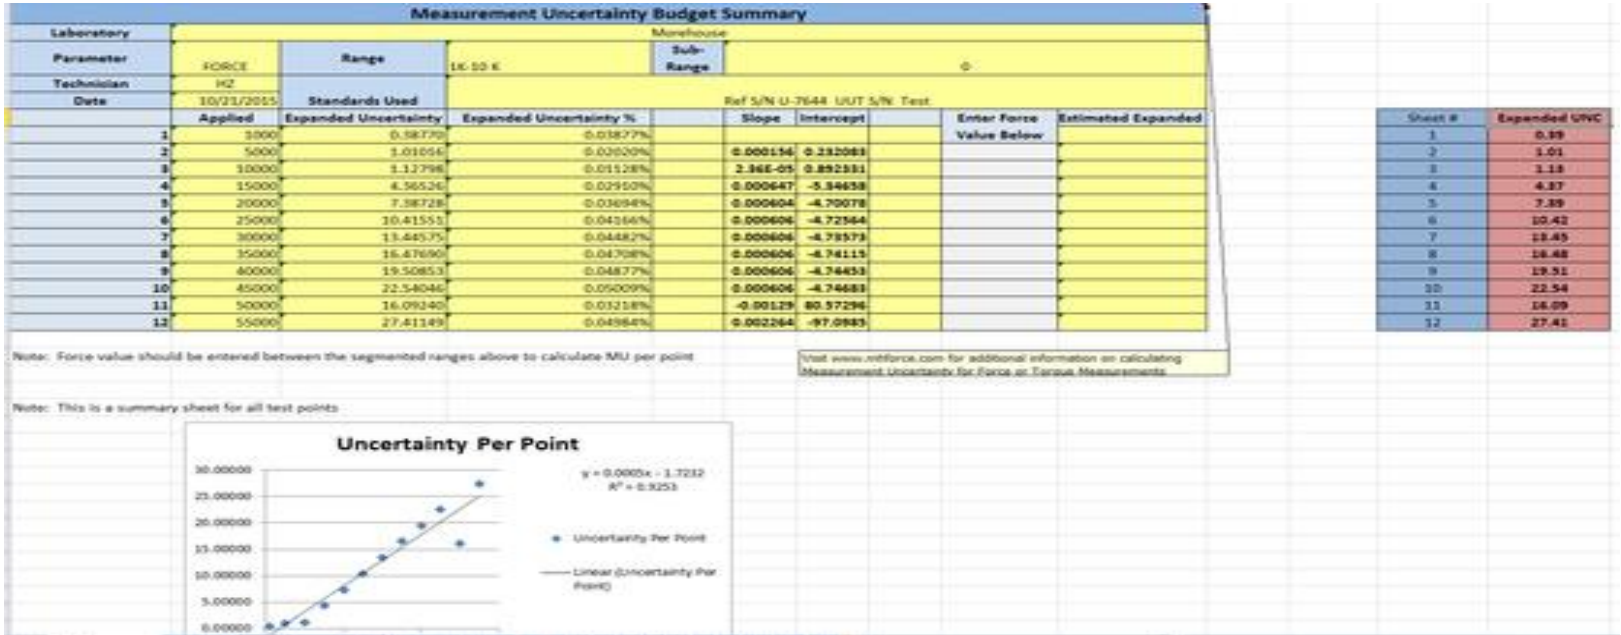 Measurement Uncertainty Budget Summary
Laboratory Morehouse
Parameter FORCE Range 1K-10 K Sub-Range 0
Technician HZ
Date 10/21/2015 Standards Used Ref S/N U-7644 UUT S/N: Test
Applied Expanded Uncertainty Expanded Uncertainty % Slope Intercept Enter Force Value Below Estimated Expanded
1 1000 0.38770 0.03877%
2 5000 1.01016 0.02020% 0.000156 0.232083
3 10000 1.12798 0.01128% 2.36E-05 0.892331
4 15000 4.36526 0.02910% 0.000647 -5.34658
5 20000 7.38728 0.03694% 0.000604 -4.70078
6 25000 10.41551 0.04166% 0.000606 -4.72564
7 30000 13.44575 0.04482% 0.000606 -4.73573
8 35000 16.47690 0.04708% 0.000606 -4.74115
9 40000 19.50853 0.04877% 0.000606 -4.74453
10 45000 22.54046 0.05009% 0.000606 -4.74683
11 50000 16.09240 0.03218% -0.00129 80.57296
12 55000 27.41149 0.04984% 0.002264 -97.0985
Sheet # Expanded UNC
1 0.39
2 1.01
3 1.13
4 4.37
5 7.39
6 10.42
7 13.45
8 16.48
9 19.51
10 22.54
11 16.09
12 27.41
Note: Force value should be entered between the segmented ranges above to calculate MU per point
Visit www.mhforce.com for additional information on calculating
Measurement Uncertainty for Force or Torque Measurements
Note: This is a summary sheet for all test points
Uncertainty Per Point
y = 0.0005x - 1.7232
R² = 0.9253
30.00000
25.00000
20.00000
15.00000
10.00000
5.00000
0.00000
Uncertainty Per Point
Linear (Uncertainty Per
Point)